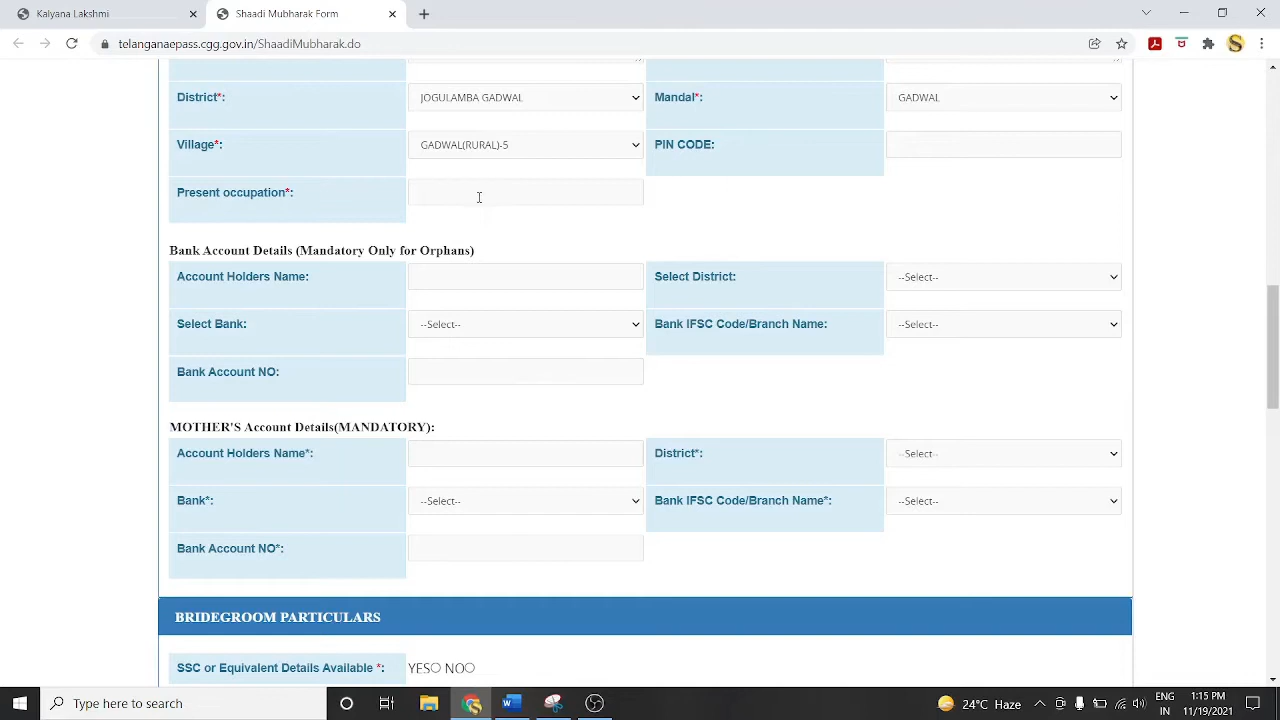 Kalyana Lakshmi
Shaadi Mubharak Form
telanganaepass.cgg.gov.in/ShaadiMubharak.do
District*: JOGULAMBA GADWAL Mandal*: GADWAL
Village*: GADWAL(RURAL)-5 PIN CODE:
Present occupation*:
Bank Account Details (Mandatory Only for Orphans)
Account Holders Name: Select District: --Select--
Select Bank: --Select-- Bank IFSC Code/Branch Name: --Select--
Bank Account NO:
MOTHER'S Account Details(MANDATORY):
Account Holders Name*: District*: --Select--
Bank*: --Select-- Bank IFSC Code/Branch Name*: --Select--
Bank Account NO*:
BRIDEGROOM PARTICULARS
SSC or Equivalent Details Available *: YES NO
Type here to search
24°C Haze
ENG
IN
1:15 PM
11/19/2021